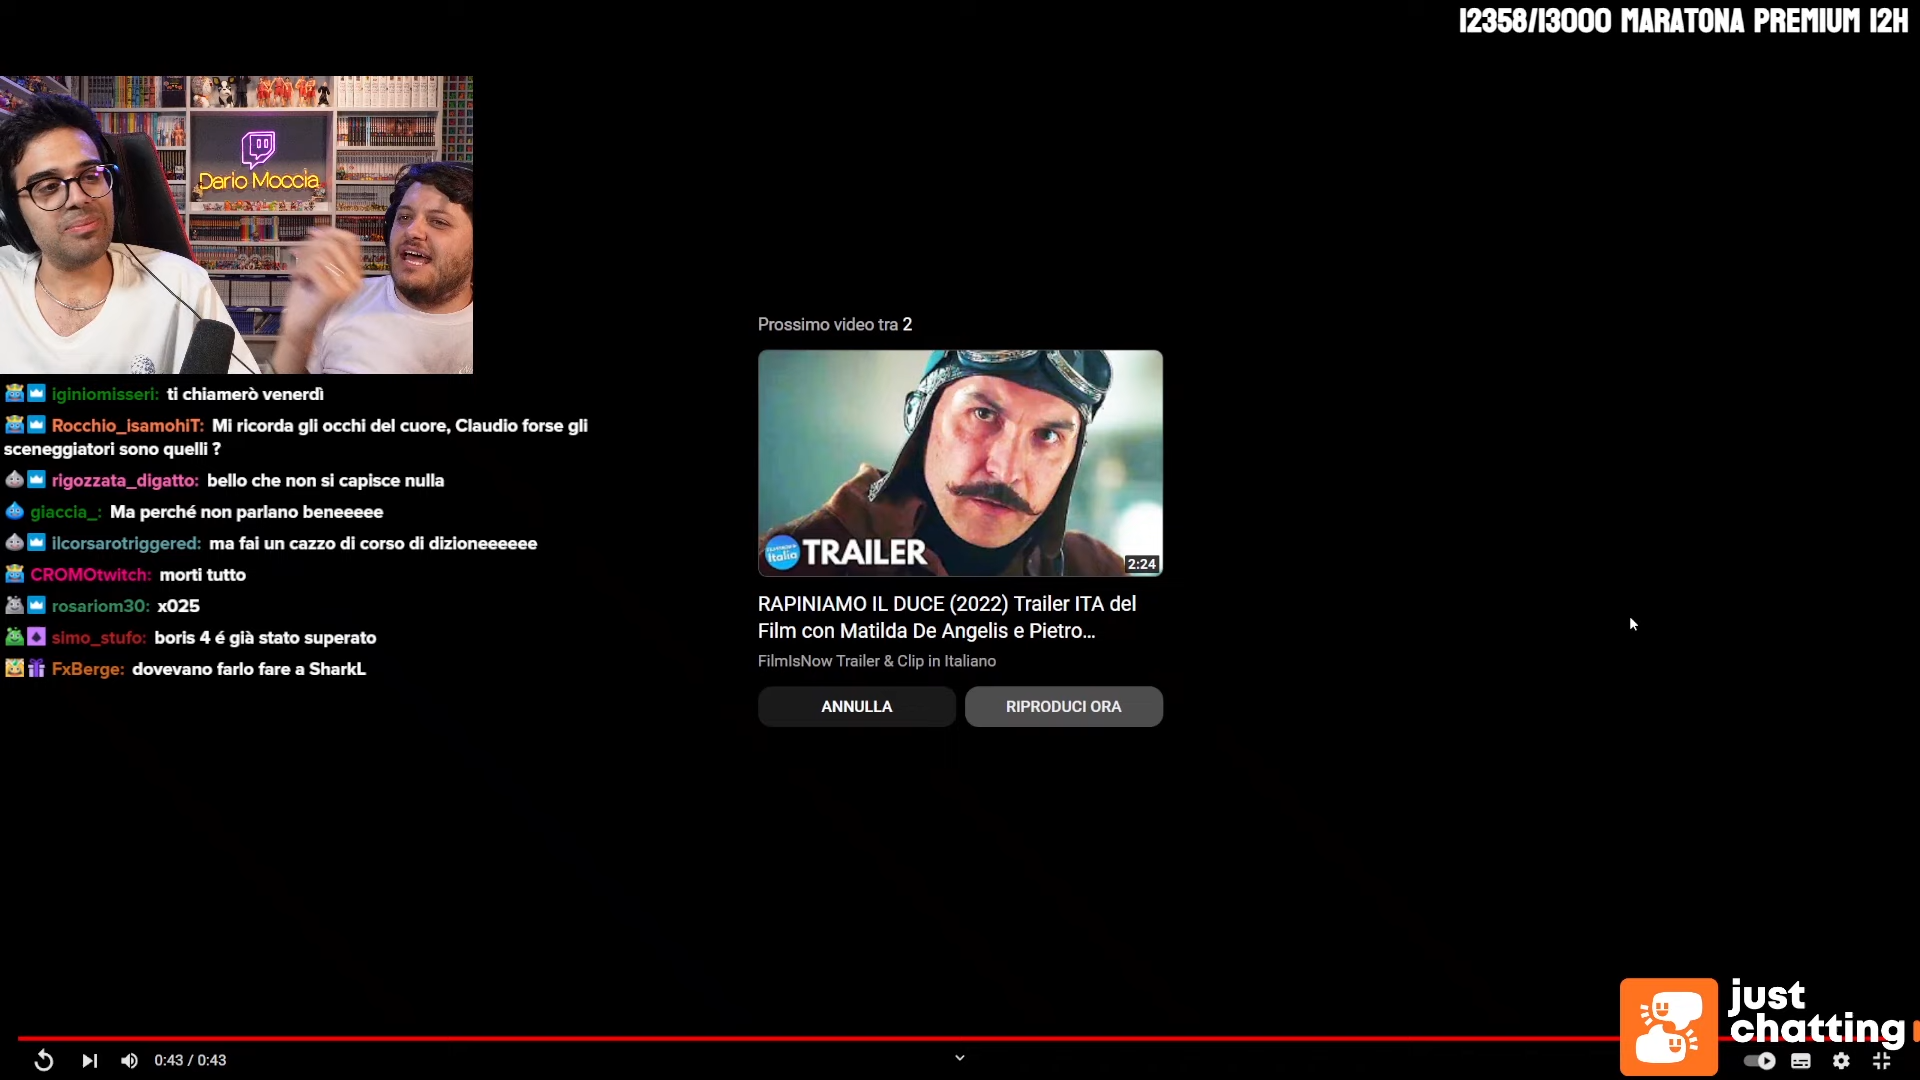 12358/13000 MARATONA PREMIUM 12H
Dario Moccia
iginiomisseri: ti chiamerò venerdì
Rocchio_isamohiT: Mi ricorda gli occhi del cuore, Claudio forse gli
sceneggiatori sono quelli ?
rigozzata_digatto: bello che non si capisce nulla
giaccia_: Ma perché non parlano beneeeee
ilcorsarotriggered: ma fai un cazzo di corso di dizioneeeeee
CROMOtwitch: morti tutto
rosariom30: x025
simo_stufo: boris 4 é già stato superato
FxBerge: dovevano farlo fare a SharkL
Prossimo video tra 2
Italia TRAILER
2:24
RAPINIAMO IL DUCE (2022) Trailer ITA del
Film con Matilda De Angelis e Pietro...
FilmIsNow Trailer & Clip in Italiano
ANNULLA
RIPRODUCI ORA
0:43 / 0:43
just
chatting